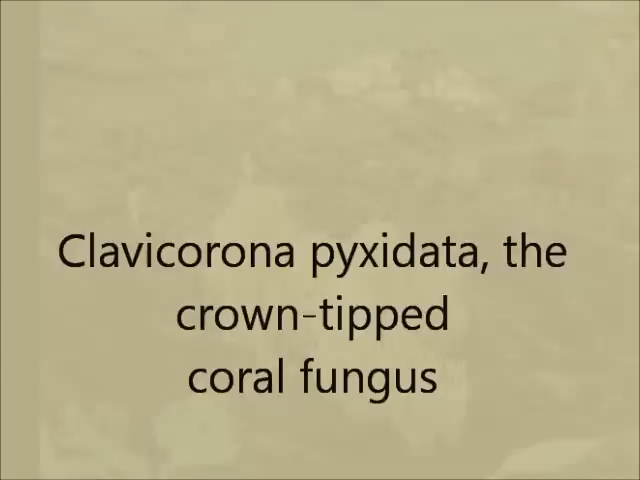 Clavicorona pyxidata, the
crown-tipped
coral fungus